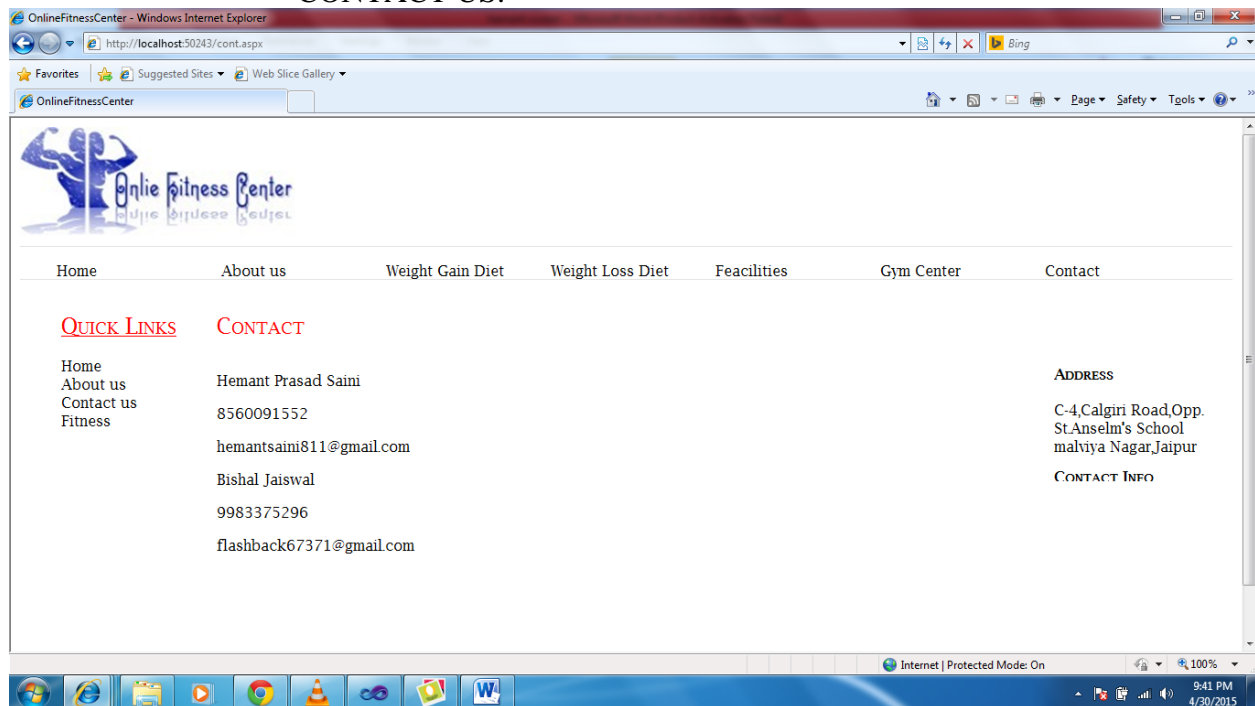 CONTACT US:
OnlineFitnessCenter - Windows Internet Explorer
http://localhost:50243/cont.aspx
Bing
Favorites Suggested Sites Web Slice Gallery
OnlineFitnessCenter
Page Safety Tools
Onlie Fitness Center
Home About us Weight Gain Diet Weight Loss Diet Feacilities Gym Center Contact
QUICK LINKS
Home
About us
Contact us
Fitness
CONTACT
Hemant Prasad Saini
8560091552
hemantsaini811@gmail.com
Bishal Jaiswal
9983375296
flashback67371@gmail.com
ADDRESS
C-4,Calgiri Road,Opp.
St.Anselm's School
malviya Nagar,Jaipur
CONTACT INFO
Internet | Protected Mode: On 100%
9:41 PM
4/30/2015